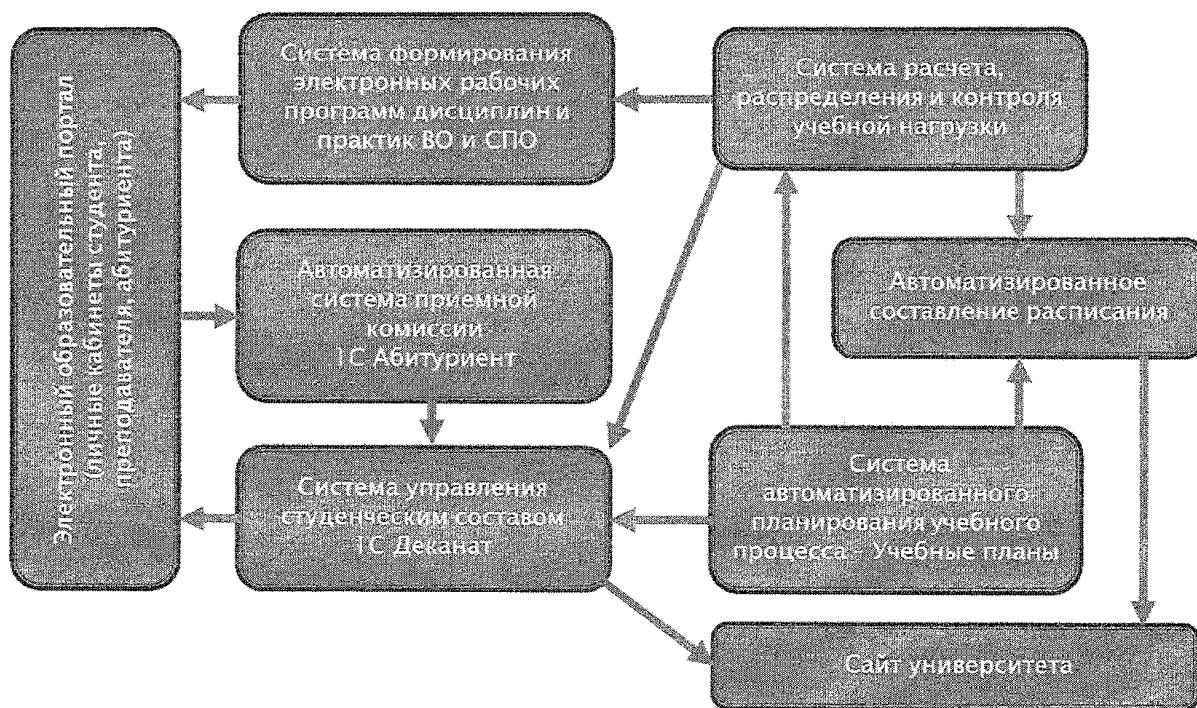 Электронный образовательный портал
(личные кабинеты студента,
преподавателя, абитуриента)
Система формирования
электронных рабочих
программ дисциплин и
практик ВО и СПО
Система расчета,
распределения и контроля
учебной нагрузки
Автоматизированная
система приемной
комиссии
1С Абитуриент
Автоматизированное
составление расписания
Система управления
студенческим составом
1С Деканат
Система
автоматизированного
планирования учебного
процесса - Учебные планы
Сайт университета